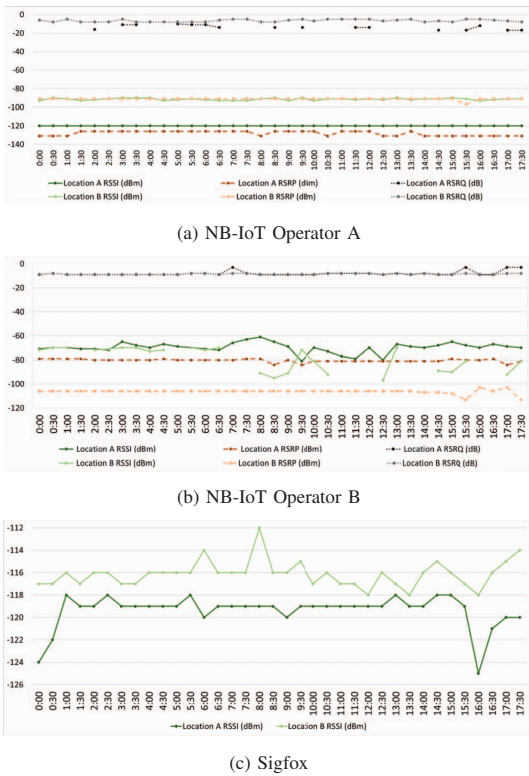 0
-20
-40
-60
-80
-100
-120
-140
0:00 0:30 1:00 1:30 2:00 2:30 3:00 3:30 4:00 4:30 5:00 5:30 6:00 6:30 7:00 7:30 8:00 8:30 9:00 9:30 10:00 10:30 11:00 11:30 12:00 12:30 13:00 13:30 14:00 14:30 15:00 15:30 16:00 16:30 17:00 17:30
Location A RSSI (dBm) Location A RSRP (dBm) Location A RSRQ (dB)
Location B RSSI (dBm) Location B RSRP (dBm) Location B RSRQ (dB)
(a) NB-IoT Operator A
0
-20
-40
-60
-80
-100
-120
0:00 0:30 1:00 1:30 2:00 2:30 3:00 3:30 4:00 4:30 5:00 5:30 6:00 6:30 7:00 7:30 8:00 8:30 9:00 9:30 10:00 10:30 11:00 11:30 12:00 12:30 13:00 13:30 14:00 14:30 15:00 15:30 16:00 16:30 17:00 17:30
Location A RSSI (dBm) Location A RSRP (dBm) Location A RSRQ (dB)
Location B RSSI (dBm) Location B RSRP (dBm) Location B RSRQ (dB)
(b) NB-IoT Operator B
-112
-114
-116
-118
-120
-122
-124
-126
0:00 0:30 1:00 1:30 2:00 2:30 3:00 3:30 4:00 4:30 5:00 5:30 6:00 6:30 7:00 7:30 8:00 8:30 9:00 9:30 10:00 10:30 11:00 11:30 12:00 12:30 13:00 13:30 14:00 14:30 15:00 15:30 16:00 16:30 17:00 17:30
Location A RSSI (dBm) Location B RSSI (dBm)
(c) Sigfox